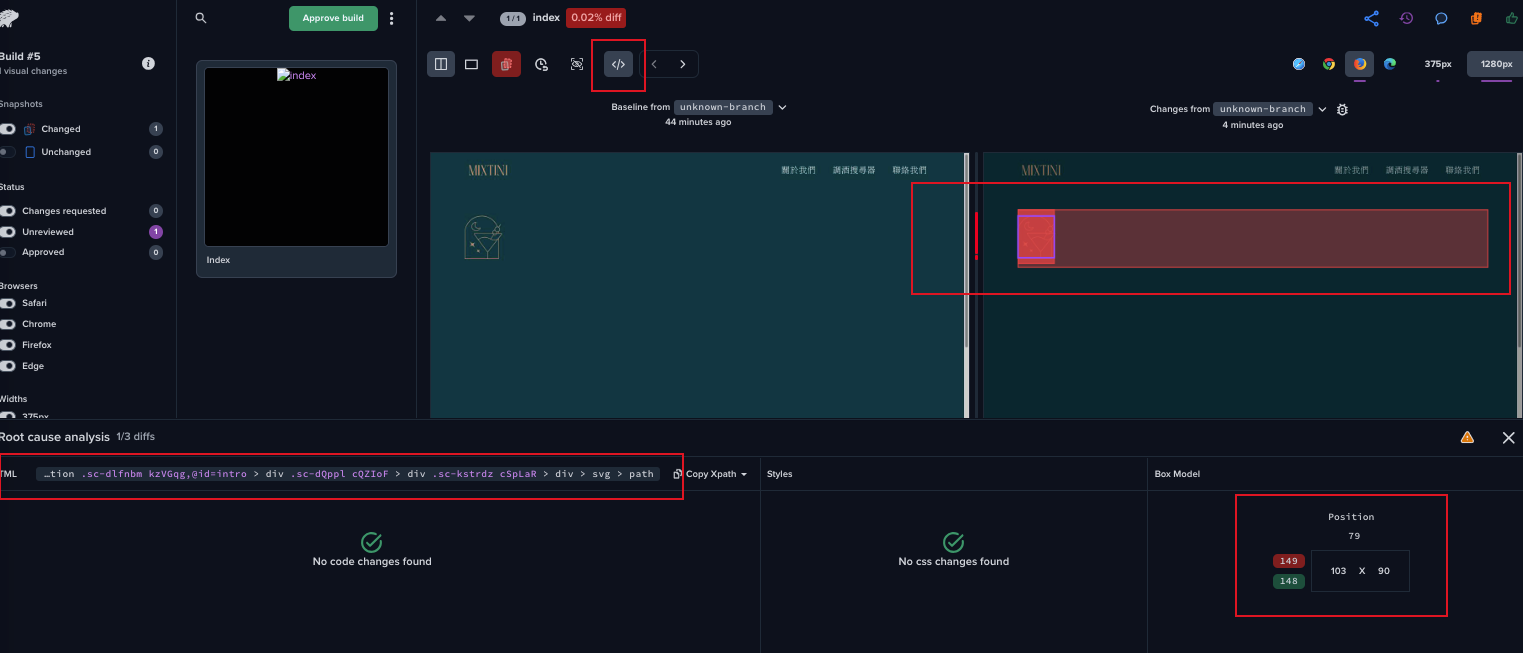 Approve build
1 / 1 index 0.02% diff
Build #5
visual changes
Snapshots
Changed 1
Unchanged 0
Status
Changes requested 0
Unreviewed 1
Approved 0
Browsers
Safari
Chrome
Firefox
Edge
Widths
375px
index
Index
</>
375px
1280px
Baseline from unknown-branch
44 minutes ago
Changes from unknown-branch
4 minutes ago
MIXTINI
關於我們 調酒搜尋器 聯絡我們
MIXTINI
關於我們 調酒搜尋器 聯絡我們
Root cause analysis 1/3 diffs
TML …tion .sc-dlfnbm kzVGqg,@id=intro > div .sc-dQppl cQZIoF > div .sc-kstrdz cSpLaR > div > svg > path Copy Xpath
Styles
Box Model
No code changes found
No css changes found
Position
79
149
148
103 X 90